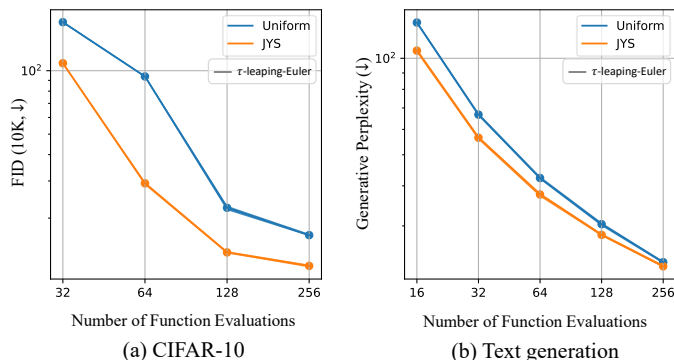 Uniform
JYS
τ-leaping-Euler
10²
FID (10K, ↓)
32
64
128
256
Number of Function Evaluations
(a) CIFAR-10
Uniform
JYS
τ-leaping-Euler
10²
Generative Perplexity (↓)
16
32
64
128
256
Number of Function Evaluations
(b) Text generation